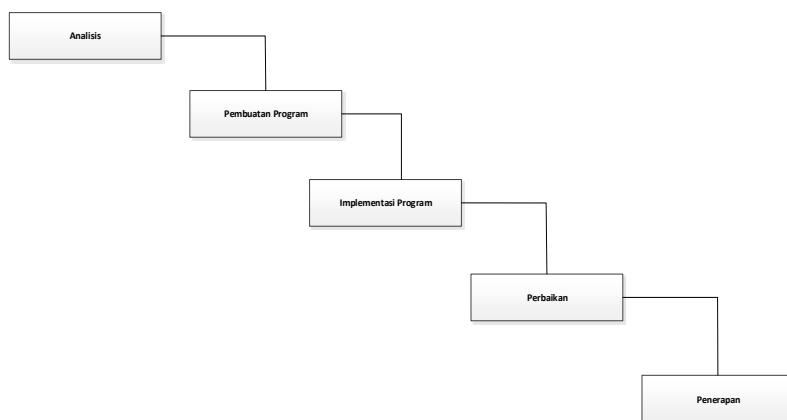 Analisis
Pembuatan Program
Implementasi Program
Perbaikan
Penerapan